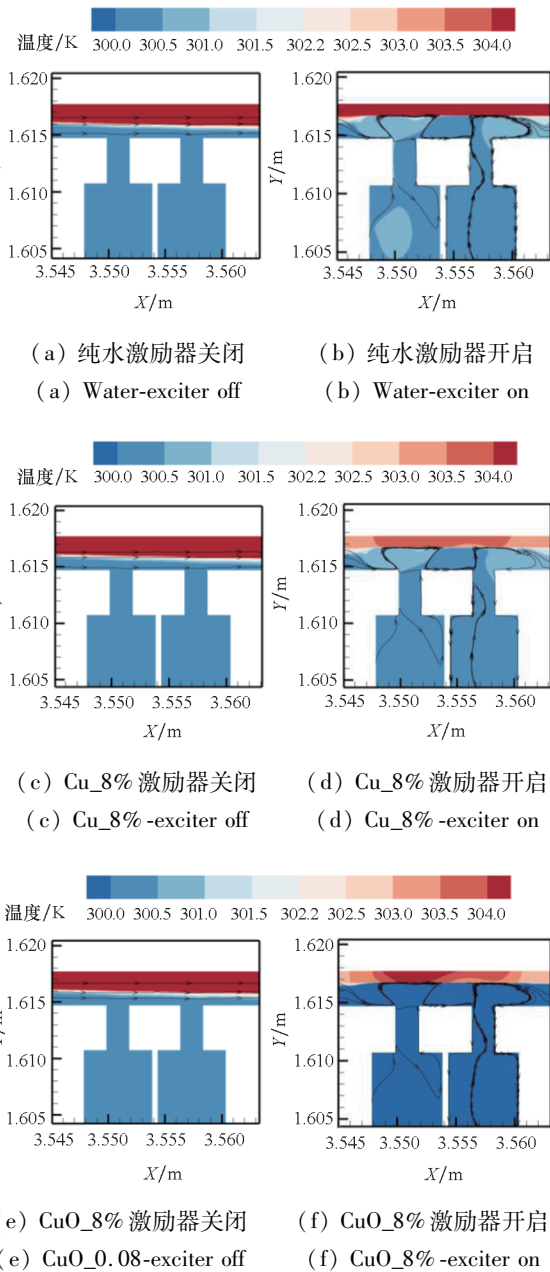 温度/K 300.0 300.5 301.0 301.5 302.2 302.5 303.0 303.5 304.0
1.620 1.615 1.610 1.605
3.545 3.550 3.555 3.560
X/m
Y/m
1.620 1.615 1.610 1.605
3.545 3.550 3.555 3.560
X/m
(a) 纯水激励器关闭 (b) 纯水激励器开启
(a) Water-exciter off (b) Water-exciter on
温度/K 300.0 300.5 301.0 301.5 302.2 302.5 303.0 303.5 304.0
1.620 1.615 1.610 1.605
3.545 3.550 3.555 3.560
X/m
Y/m
1.620 1.615 1.610 1.605
3.545 3.550 3.555 3.560
X/m
(c) Cu_8% 激励器关闭 (d) Cu_8% 激励器开启
(c) Cu_8% -exciter off (d) Cu_8% -exciter on
温度/K 300.0 300.5 301.0 301.5 302.2 302.5 303.0 303.5 304.0
Y/m
1.620 1.615 1.610 1.605
3.545 3.550 3.555 3.560
X/m
Y/m
1.620 1.615 1.610 1.605
3.545 3.550 3.555 3.560
X/m
(e) CuO_8% 激励器关闭 (f) CuO_8% 激励器开启
(e) CuO_0.08-exciter off (f) CuO_8% -exciter on